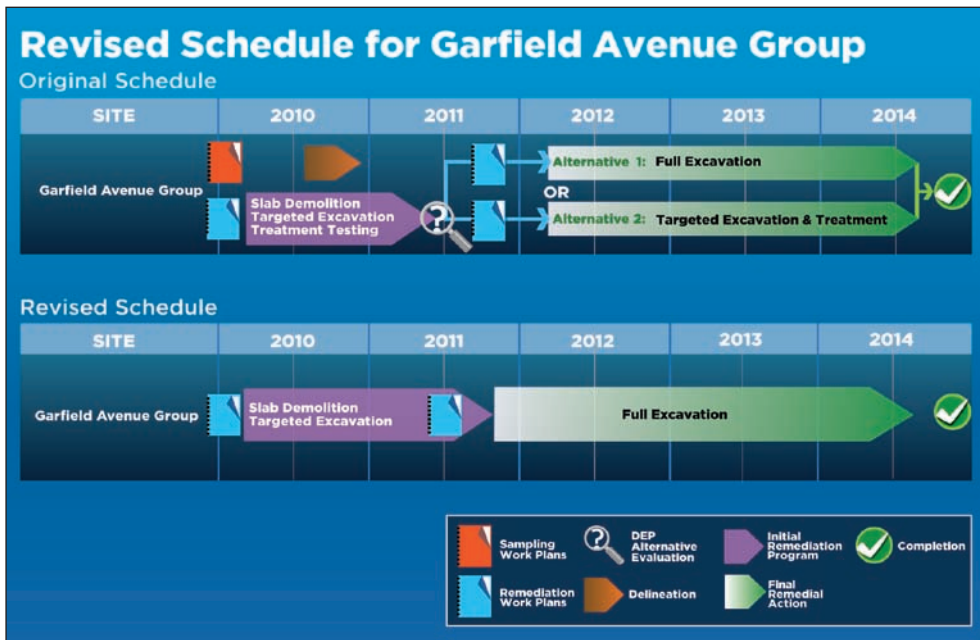 Revised Schedule for Garfield Avenue Group
Original Schedule
SITE 2010 2011 2012 2013 2014
Garfield Avenue Group
Slab Demolition
Targeted Excavation
Treatment Testing
?
Alternative 1: Full Excavation
OR
Alternative 2: Targeted Excavation & Treatment
Revised Schedule
SITE 2010 2011 2012 2013 2014
Garfield Avenue Group
Slab Demolition
Targeted Excavation
Full Excavation
Sampling
Work Plans
?
DEP
Alternative
Evaluation
Initial
Remediation
Program
Completion
Remediation
Work Plans
Delineation
Final
Remedial
Action